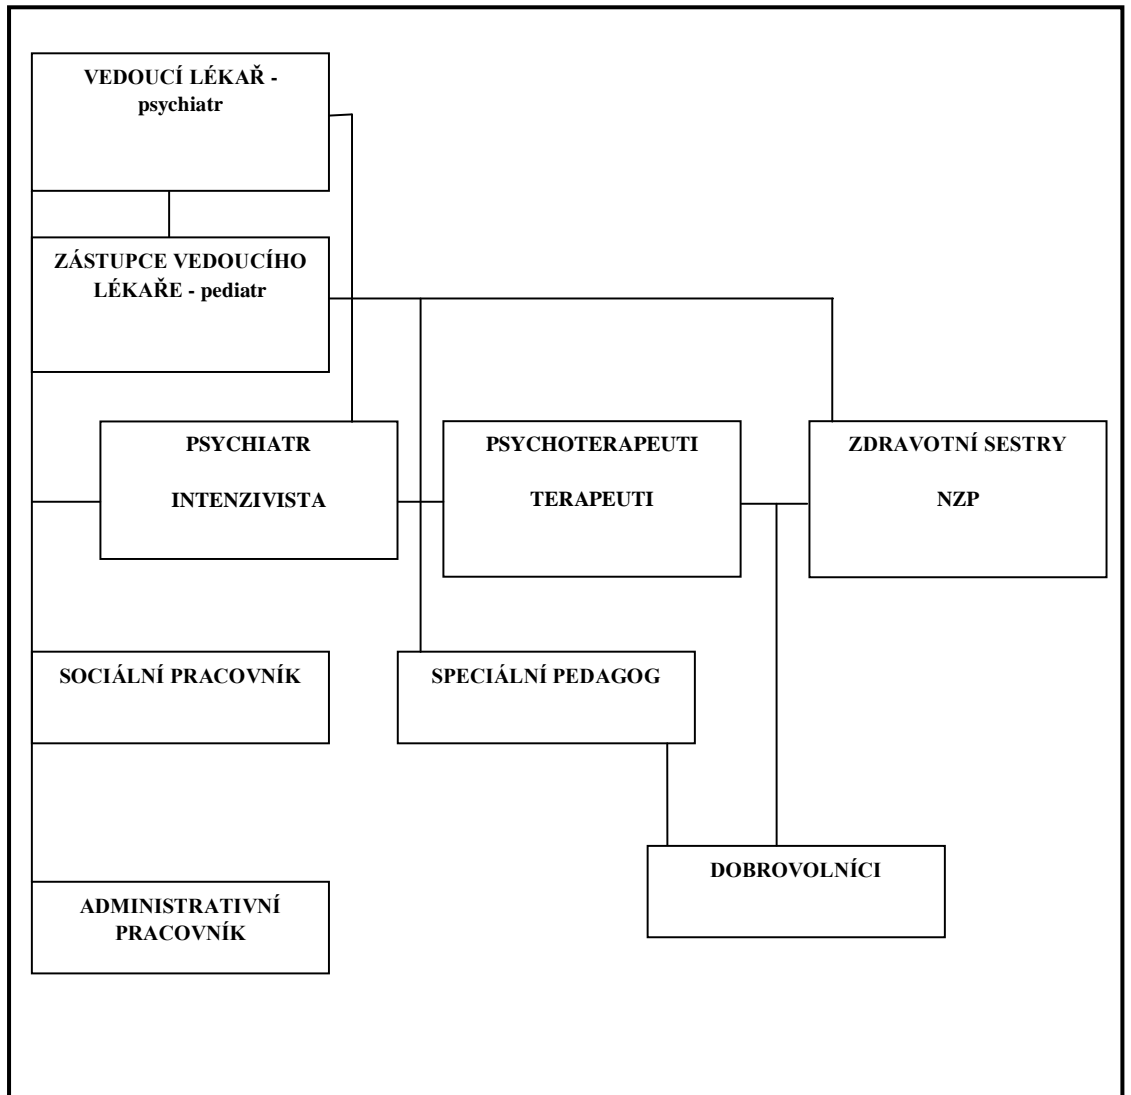 VEDOUCÍ LÉKAŘ -
psychiatr
ZÁSTUPCE VEDOUCÍHO
LÉKAŘE - pediatr
PSYCHIATR
INTENZIVISTA
PSYCHOTERAPEUTI
TERAPEUTI
ZDRAVOTNÍ SESTRY
NZP
SOCIÁLNÍ PRACOVNÍK
SPECIÁLNÍ PEDAGOG
DOBROVOLNÍCI
ADMINISTRATIVNÍ
PRACOVNÍK